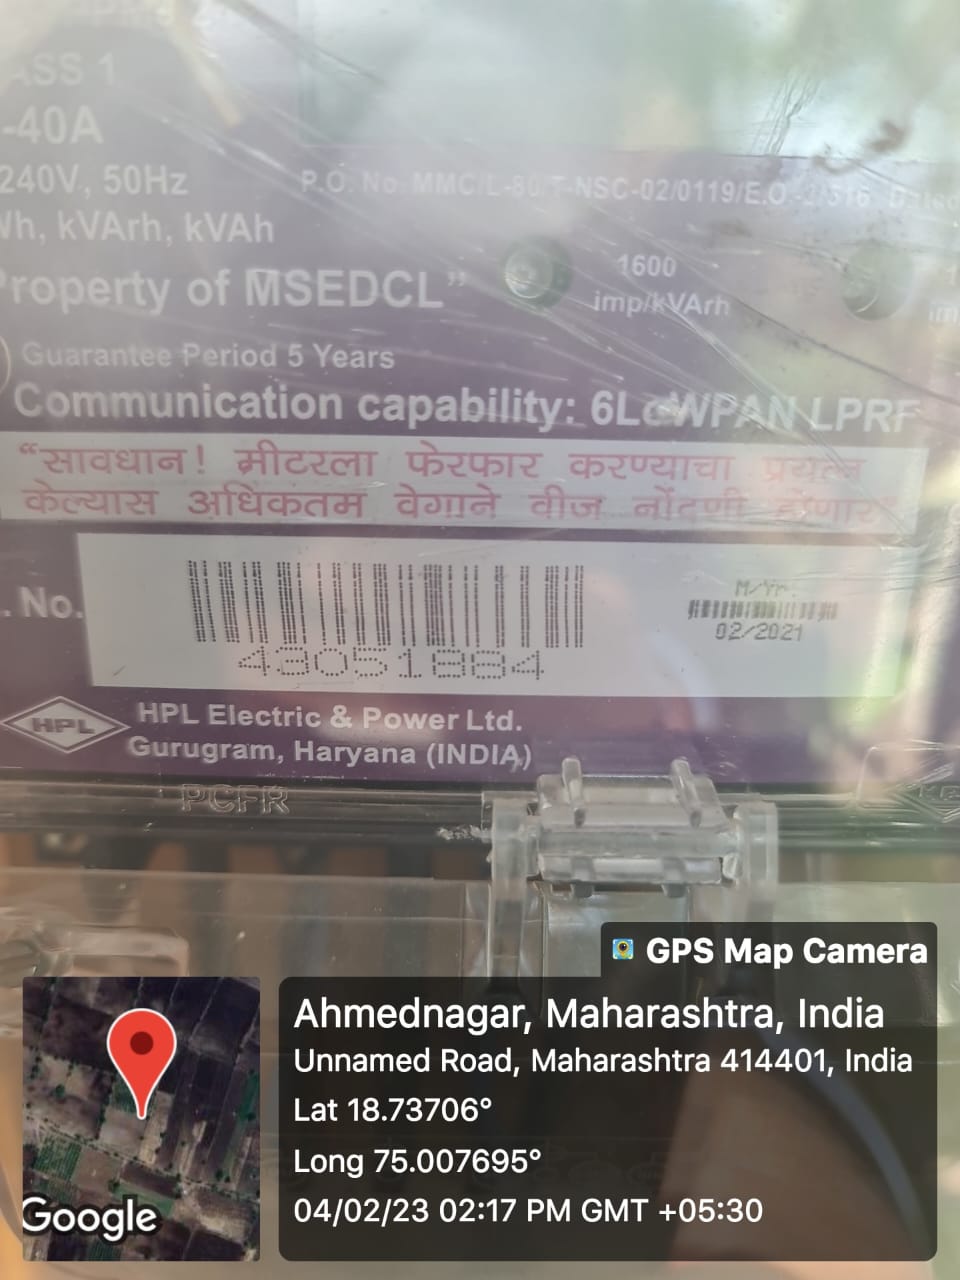 ASS 1
-40A
240V, 50Hz
P.O. No. MMC/L-80/T-NSC-02/0119/E.O.-2/316 Dated
Wh, kVArh, kVAh
Property of MSEDCL”
1600
imp/kVArh
Guarantee Period 5 Years
Communication capability: 6LoWPAN LPRF
“सावधान! मीटरला फेरफार करण्याचा प्रयत्न
केल्यास अधिकतम वेगाने वीज नोंदणी होणार”
. No.
M/Yr.
02/2021
43051884
HPL
HPL Electric & Power Ltd.
Gurugram, Haryana (INDIA)
PCFR
GPS Map Camera
Ahmednagar, Maharashtra, India
Unnamed Road, Maharashtra 414401, India
Lat 18.73706°
Long 75.007695°
04/02/23 02:17 PM GMT +05:30
Google